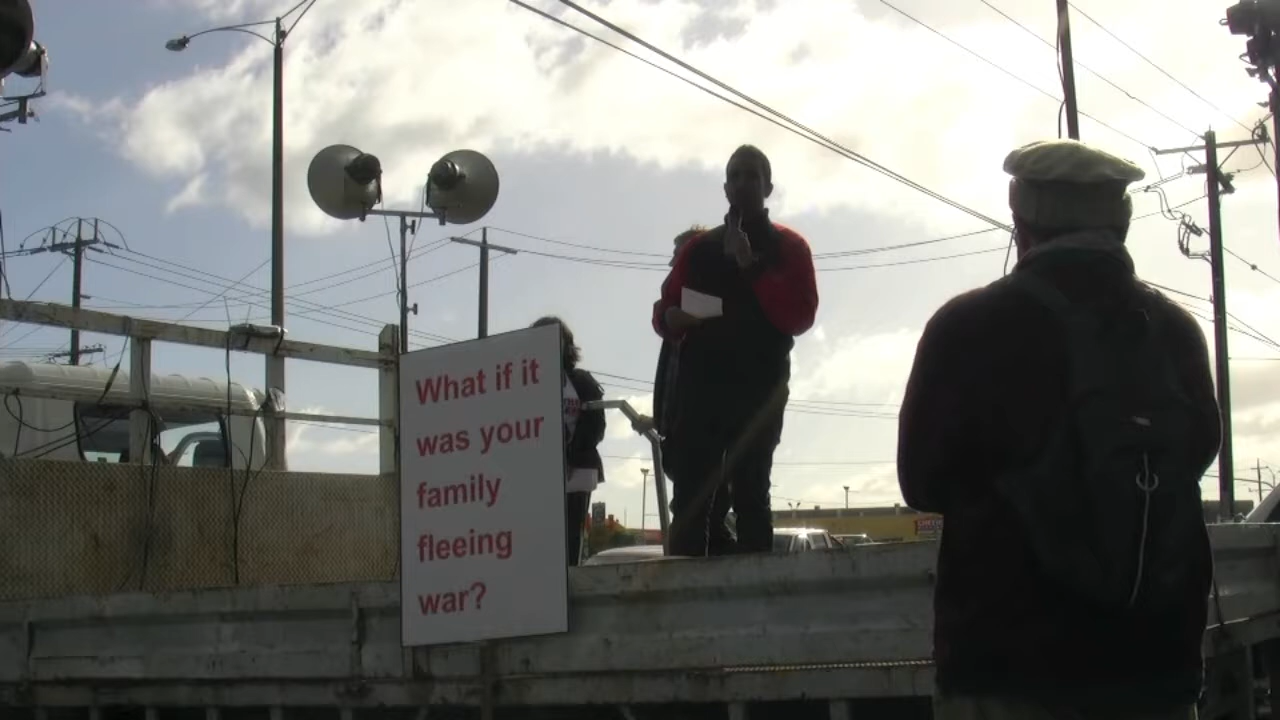 What if it
was your
family
fleeing
war?